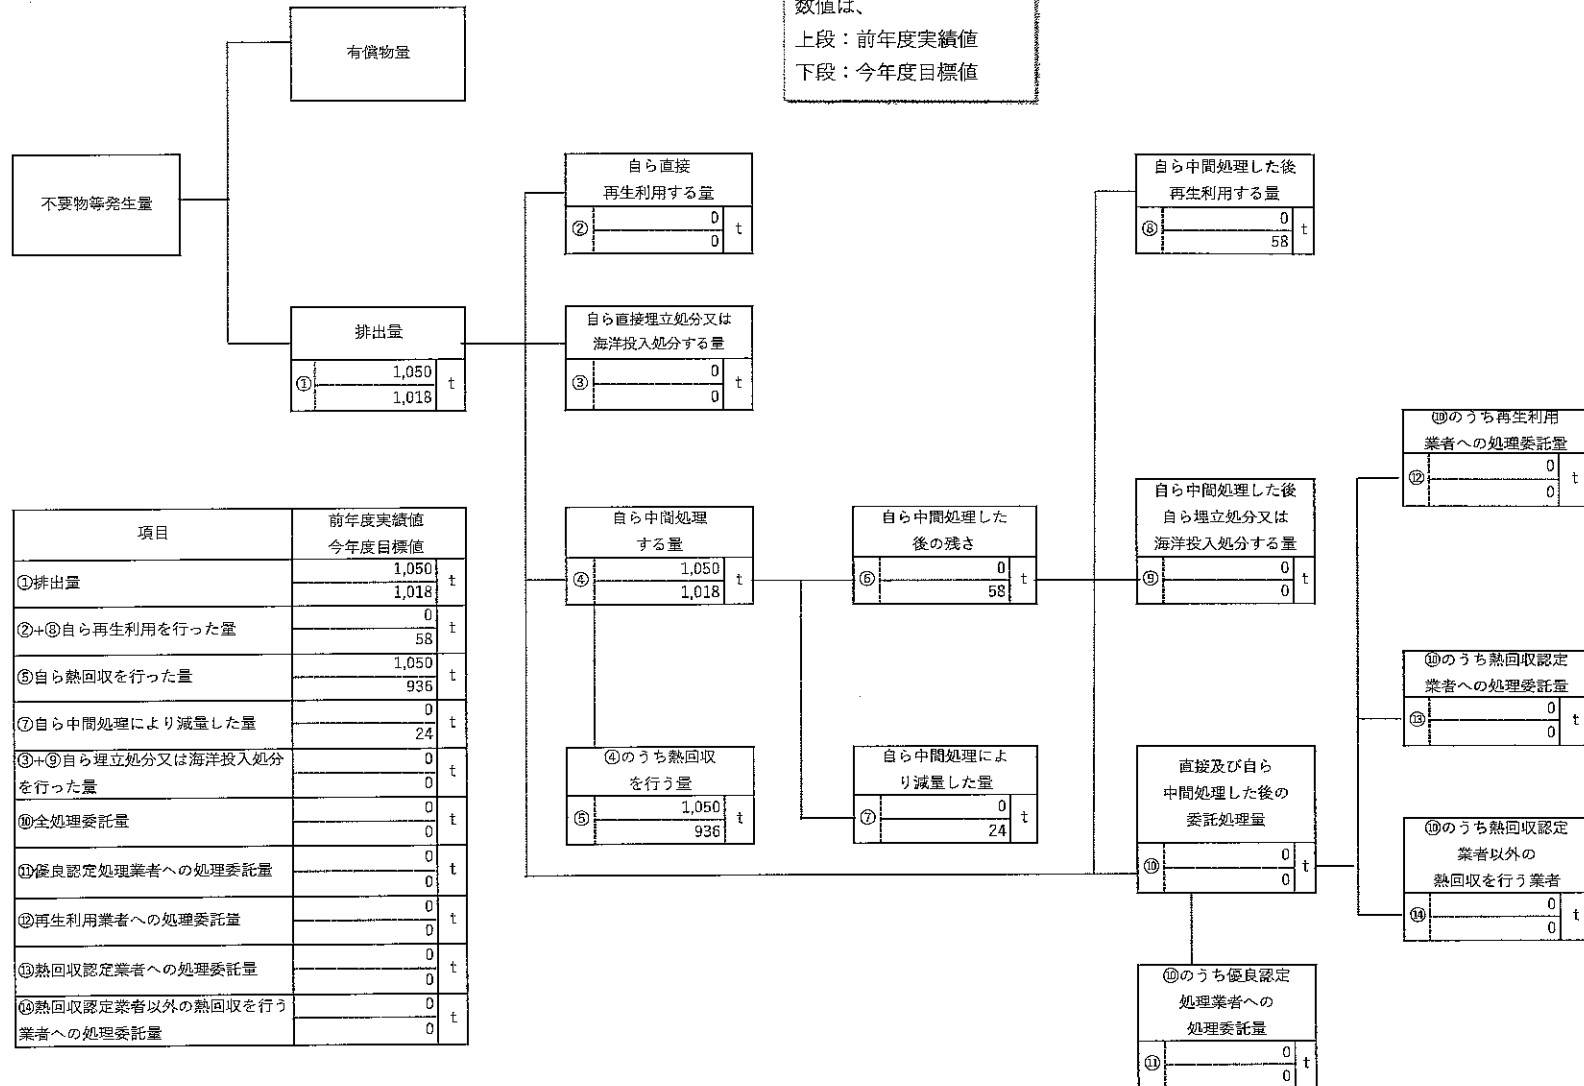 数値は、
上段：前年度実績値
下段：今年度目標値
有償物量
不要物等発生量
排出量
① 1,050 t
1,018
自ら直接
再生利用する量
② 0 t
0
自ら直接埋立処分又は
海洋投入処分する量
③ 0 t
0
自ら中間処理
する量
④ 1,050 t
1,018
④のうち熱回収
を行う量
⑤ 1,050 t
936
自ら中間処理した
後の残さ
⑥ 0 t
58
自ら中間処理によ
り減量した量
⑦ 0 t
24
自ら中間処理した後
再生利用する量
⑧ 0 t
58
自ら中間処理した後
自ら埋立処分又は
海洋投入処分する量
⑨ 0 t
0
直接及び自ら
中間処理した後の
委託処理量
⑩ 0 t
0
⑩のうち優良認定
処理業者への
処理委託量
⑪ 0 t
0
⑩のうち再生利用
業者への処理委託量
⑫ 0 t
0
⑩のうち熱回収認定
業者への処理委託量
⑬ 0 t
0
⑩のうち熱回収認定
業者以外の
熱回収を行う業者
⑭ 0 t
0
項目 前年度実績値
今年度目標値
①排出量 1,050 t
1,018
②+⑧自ら再生利用を行った量 0 t
58
⑤自ら熱回収を行った量 1,050 t
936
⑦自ら中間処理により減量した量 0 t
24
③+⑨自ら埋立処分又は海洋投入処分 0 t
を行った量 0
⑩全処理委託量 0 t
0
⑪優良認定処理業者への処理委託量 0 t
0
⑫再生利用業者への処理委託量 0 t
0
⑬熱回収認定業者への処理委託量 0 t
0
⑭熱回収認定業者以外の熱回収を行う 0 t
業者への処理委託量 0